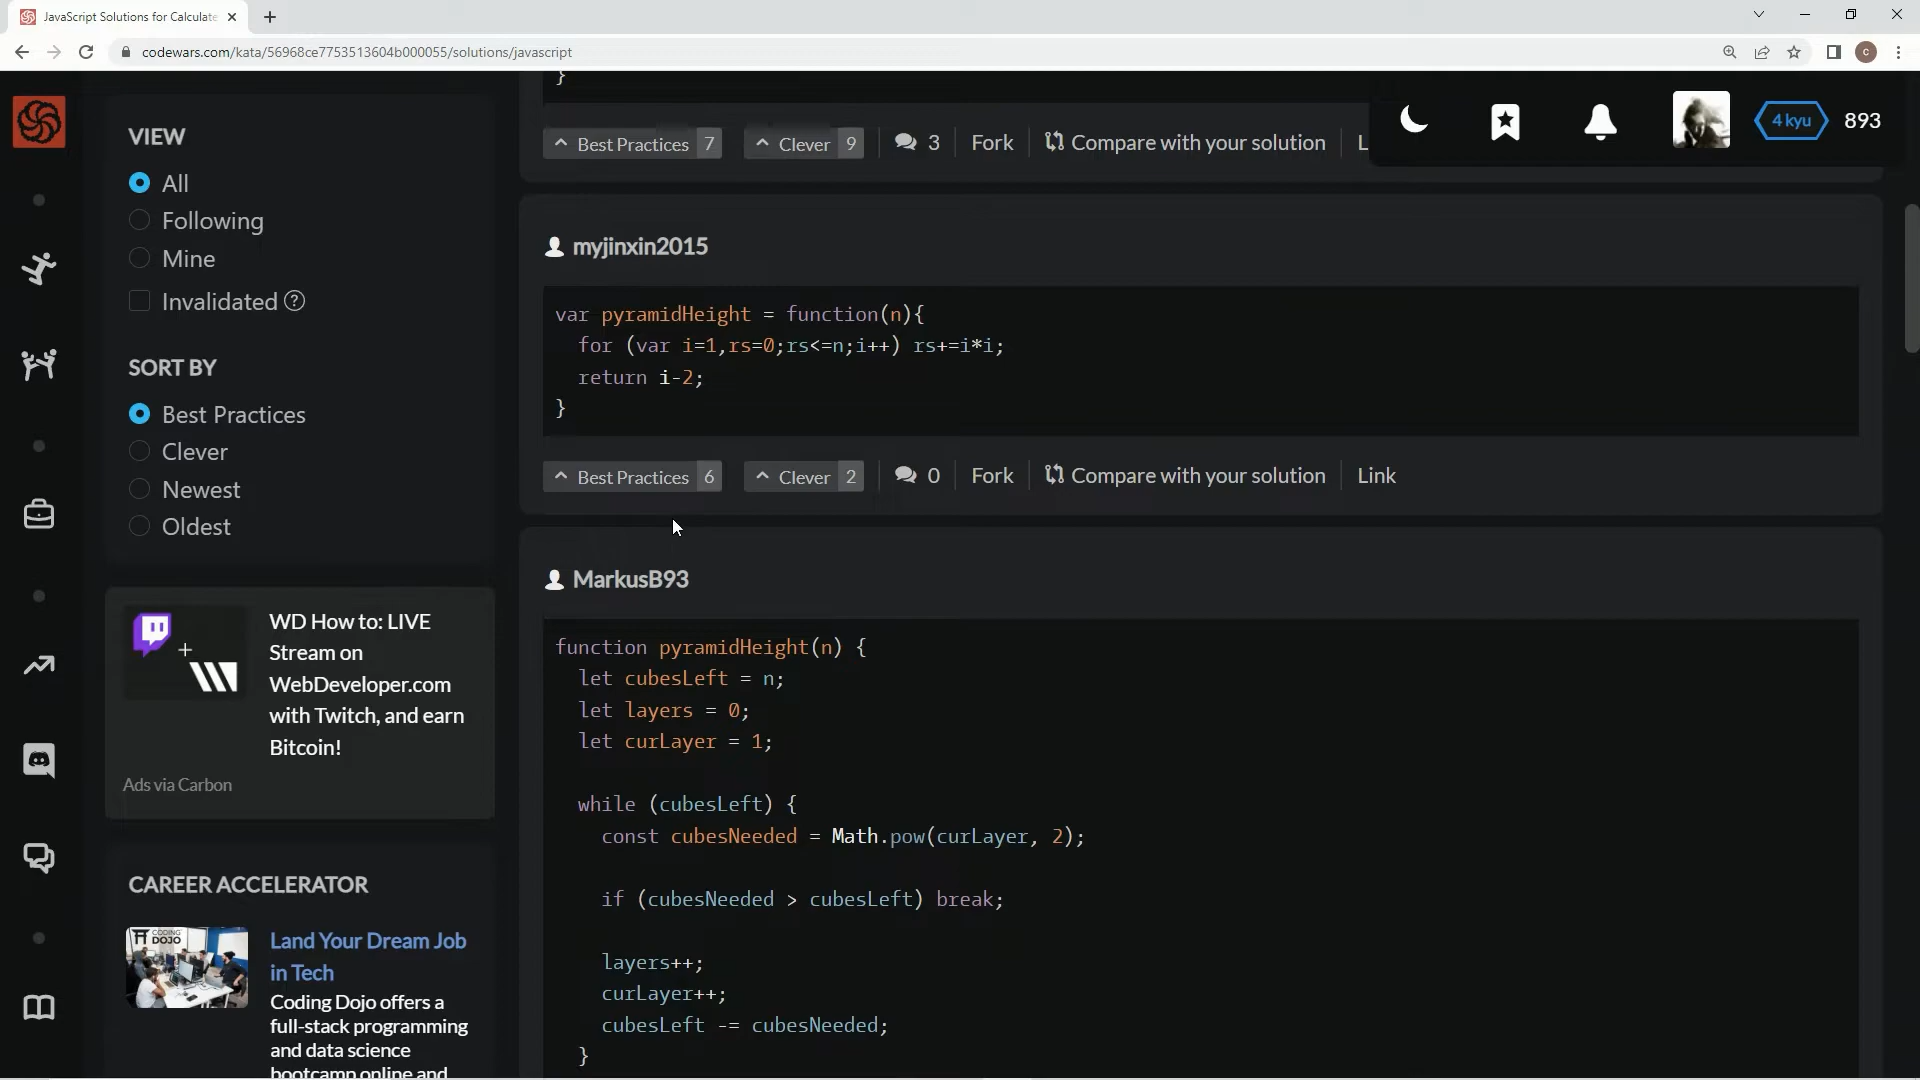 JavaScript Solutions for Calculate
codewars.com/kata/56968ce7753513604b000055/solutions/javascript
c
}
Best Practices 7
Clever 9
3
Fork
Compare with your solution
L
4 kyu
893
VIEW
All
Following
Mine
Invalidated ?
SORT BY
Best Practices
Clever
Newest
Oldest
WD How to: LIVE
Stream on
WebDeveloper.com
with Twitch, and earn
Bitcoin!
Ads via Carbon
CAREER ACCELERATOR
CODING
DOJO
Land Your Dream Job
in Tech
Coding Dojo offers a
full-stack programming
and data science
bootcamp online and
myjinxin2015
var pyramidHeight = function(n){
  for (var i=1,rs=0;rs<=n;i++) rs+=i*i;
  return i-2;
}
Best Practices 6
Clever 2
0
Fork
Compare with your solution
Link
MarkusB93
function pyramidHeight(n) {
  let cubesLeft = n;
  let layers = 0;
  let curLayer = 1;
  while (cubesLeft) {
    const cubesNeeded = Math.pow(curLayer, 2);
    if (cubesNeeded > cubesLeft) break;
    layers++;
    curLayer++;
    cubesLeft -= cubesNeeded;
  }